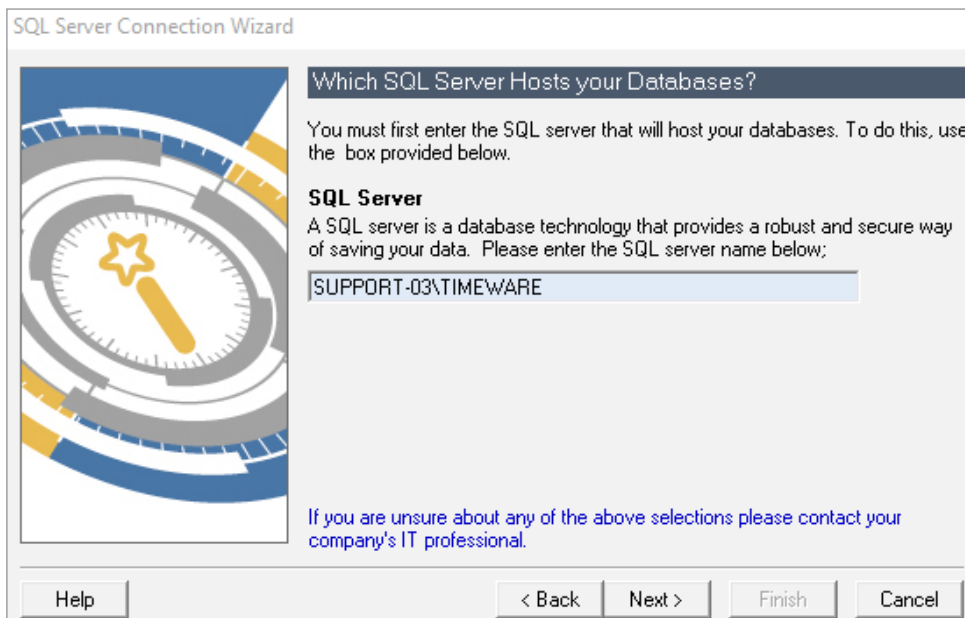 SQL Server Connection Wizard
Which SQL Server Hosts your Databases?
You must first enter the SQL server that will host your databases. To do this, use
the box provided below.
SQL Server
A SQL server is a database technology that provides a robust and secure way
of saving your data. Please enter the SQL server name below;
SUPPORT-03\TIMEWARE
If you are unsure about any of the above selections please contact your
company's IT professional.
Help
< Back
Next >
Finish
Cancel